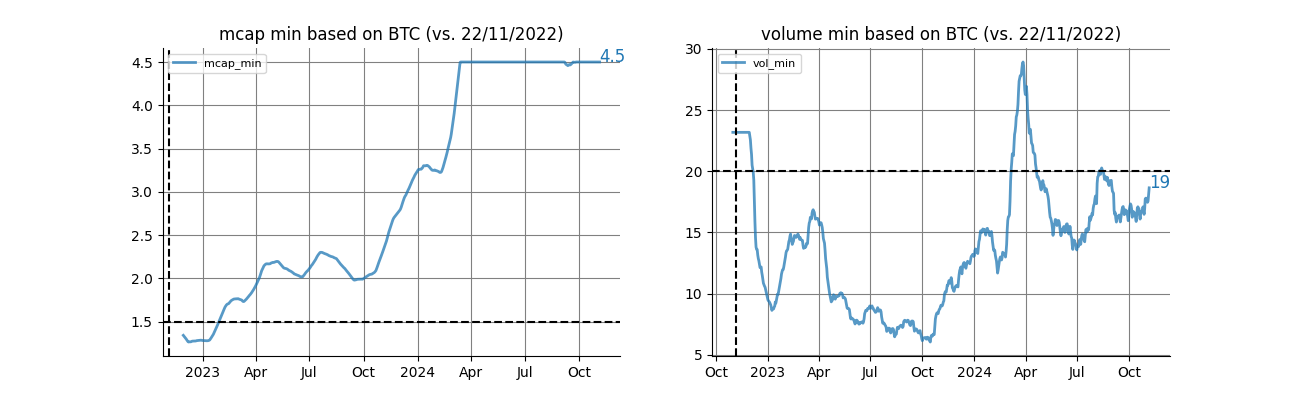 mcap min based on BTC (vs. 22/11/2022)
mcap_min
4.5
4.5
4.0
3.5
3.0
2.5
2.0
1.5
2023 Apr Jul Oct 2024 Apr Jul Oct
volume min based on BTC (vs. 22/11/2022)
vol_min
30
25
20
19
15
10
5
Oct 2023 Apr Jul Oct 2024 Apr Jul Oct